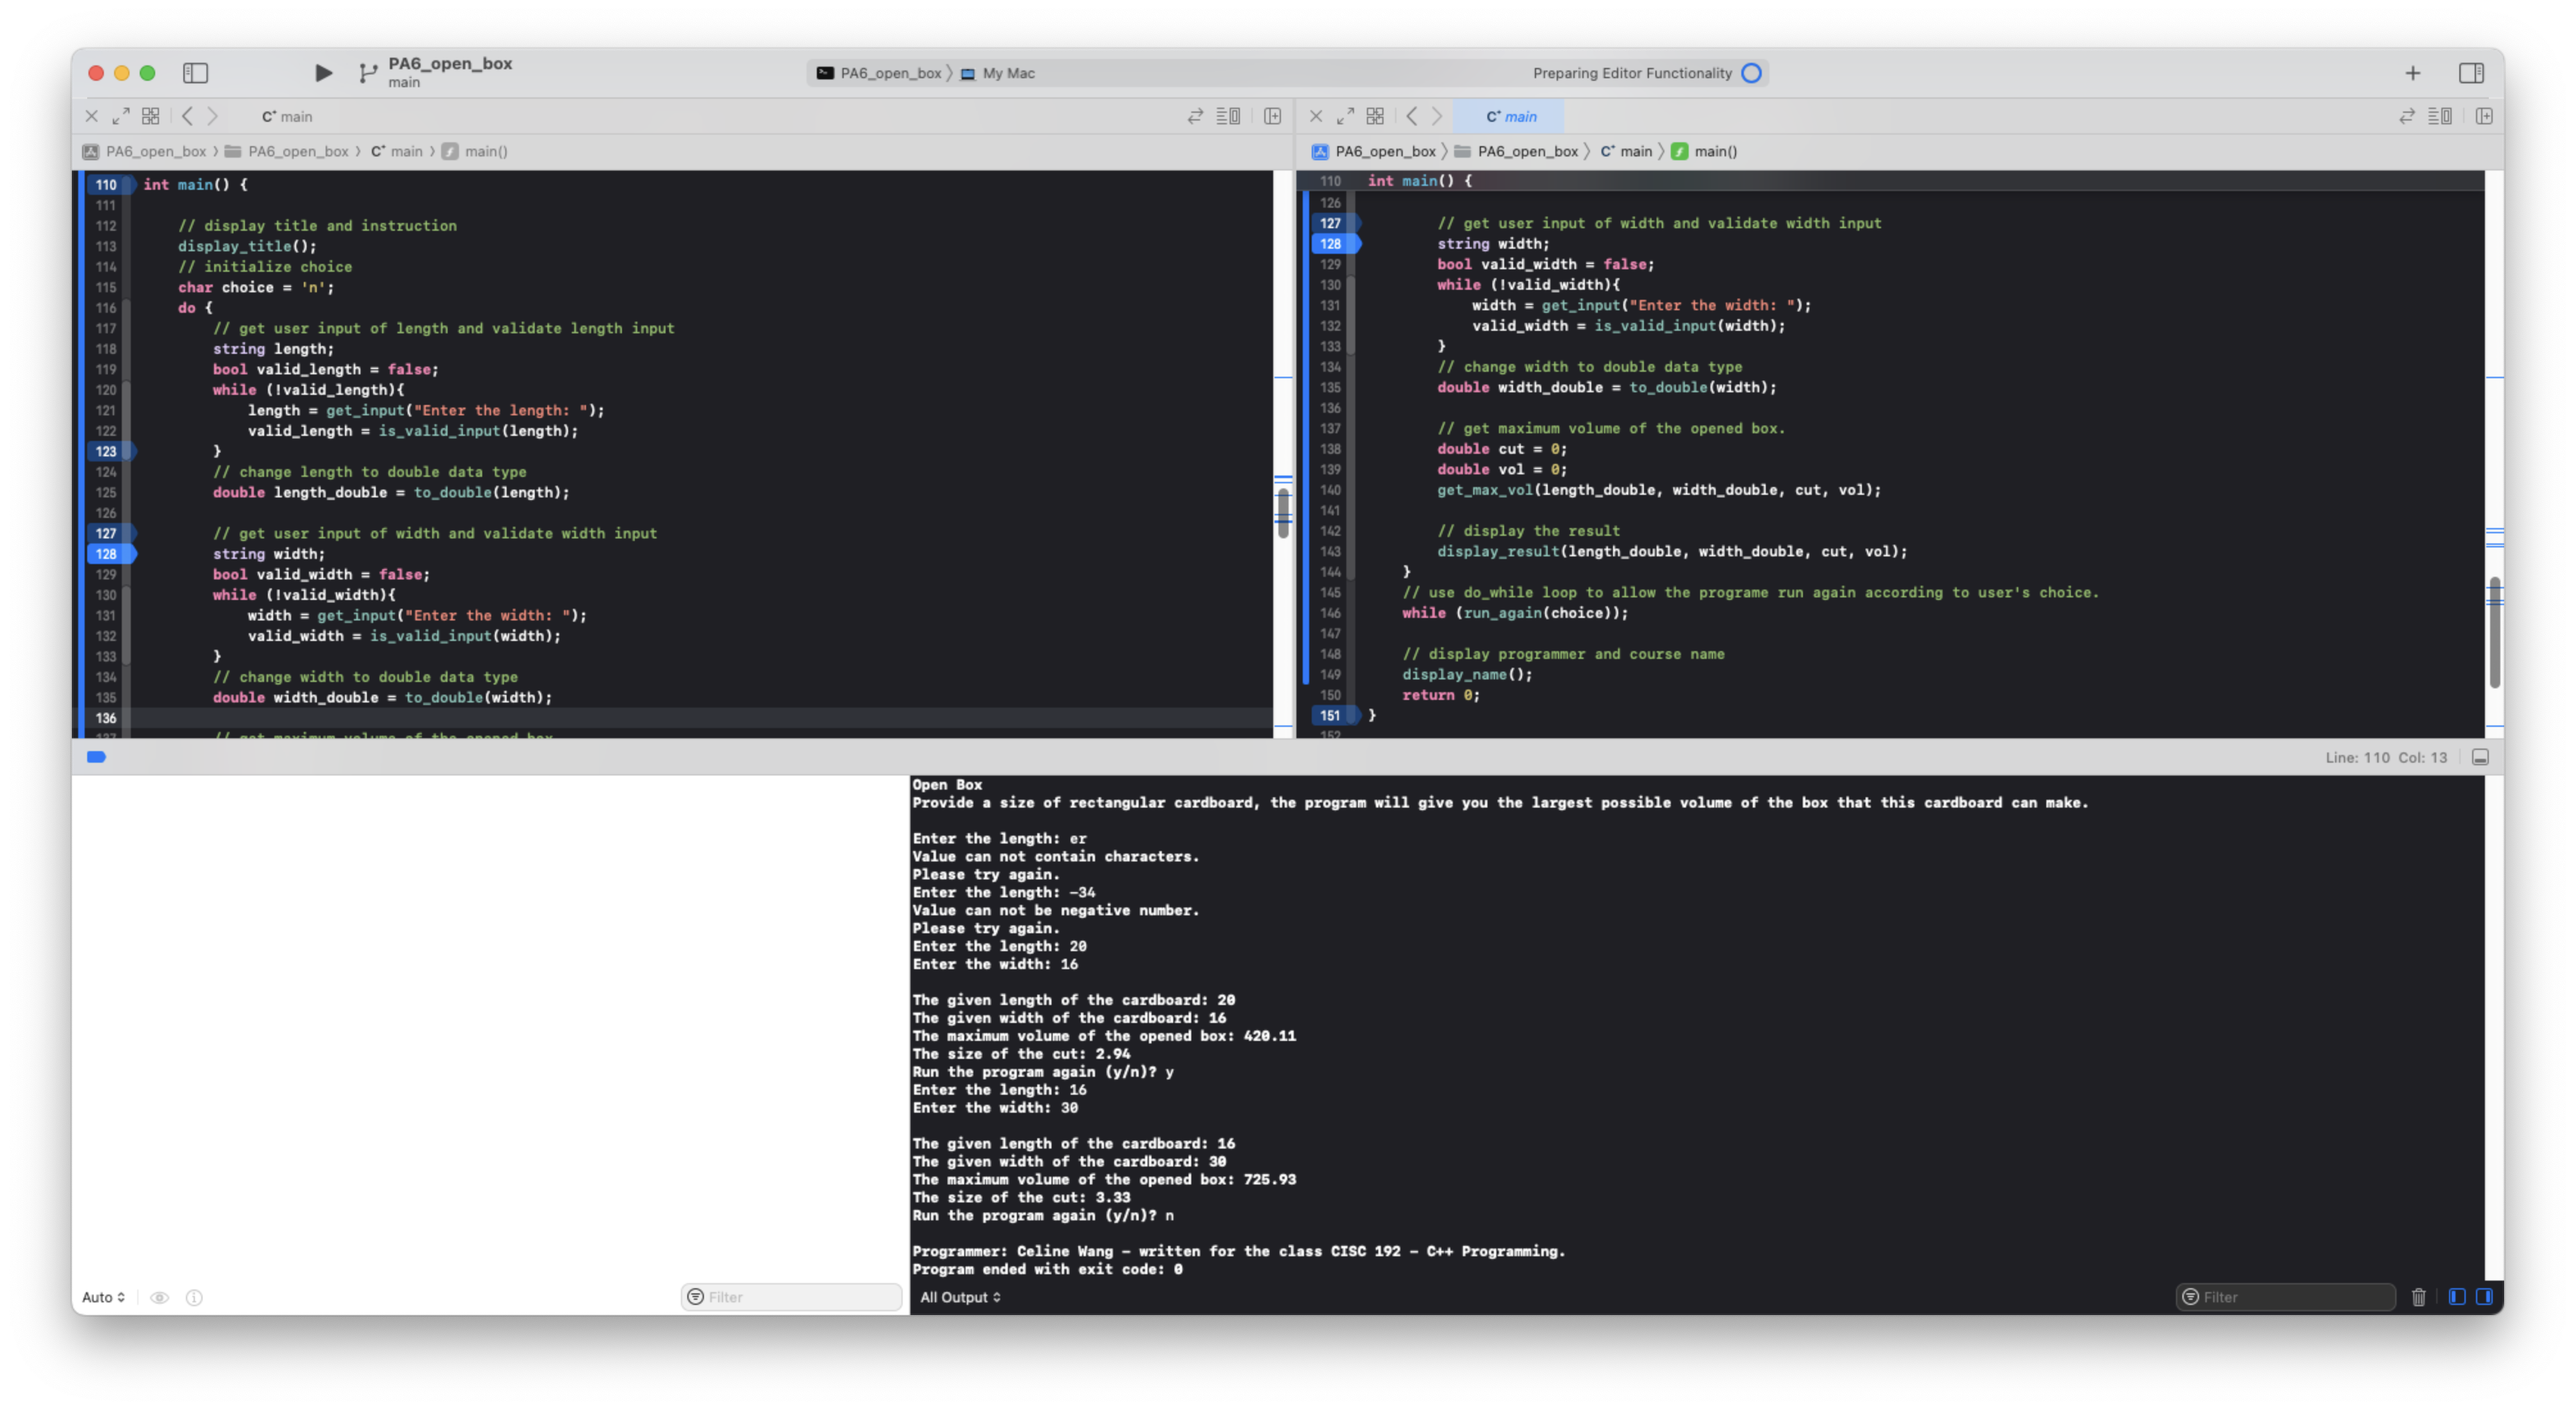 PA6_open_box
main
PA6_open_box 〉 My Mac
Preparing Editor Functionality
C⁺ main
C⁺ main
PA6_open_box 〉 PA6_open_box 〉 C⁺ main 〉 main()
PA6_open_box 〉 PA6_open_box 〉 C⁺ main 〉 main()
110 int main() {
111
112 // display title and instruction
113 display_title();
114 // initialize choice
115 char choice = 'n';
116 do {
117 // get user input of length and validate length input
118 string length;
119 bool valid_length = false;
120 while (!valid_length){
121 length = get_input("Enter the length: ");
122 valid_length = is_valid_input(length);
123 }
124 // change length to double data type
125 double length_double = to_double(length);
126
127 // get user input of width and validate width input
128 string width;
129 bool valid_width = false;
130 while (!valid_width){
131 width = get_input("Enter the width: ");
132 valid_width = is_valid_input(width);
133 }
134 // change width to double data type
135 double width_double = to_double(width);
136
137 // get maximum volume of the opened box
110 int main() {
126
127 // get user input of width and validate width input
128 string width;
129 bool valid_width = false;
130 while (!valid_width){
131 width = get_input("Enter the width: ");
132 valid_width = is_valid_input(width);
133 }
134 // change width to double data type
135 double width_double = to_double(width);
136
137 // get maximum volume of the opened box.
138 double cut = 0;
139 double vol = 0;
140 get_max_vol(length_double, width_double, cut, vol);
141
142 // display the result
143 display_result(length_double, width_double, cut, vol);
144 }
145 // use do_while loop to allow the programe run again according to user's choice.
146 while (run_again(choice));
147
148 // display programmer and course name
149 display_name();
150 return 0;
151 }
152
Line: 110 Col: 13
Open Box
Provide a size of rectangular cardboard, the program will give you the largest possible volume of the box that this cardboard can make.
Enter the length: er
Value can not contain characters.
Please try again.
Enter the length: -34
Value can not be negative number.
Please try again.
Enter the length: 20
Enter the width: 16
The given length of the cardboard: 20
The given width of the cardboard: 16
The maximum volume of the opened box: 420.11
The size of the cut: 2.94
Run the program again (y/n)? y
Enter the length: 16
Enter the width: 30
The given length of the cardboard: 16
The given width of the cardboard: 30
The maximum volume of the opened box: 725.93
The size of the cut: 3.33
Run the program again (y/n)? n
Programmer: Celine Wang - written for the class CISC 192 - C++ Programming.
Program ended with exit code: 0
Auto
Filter
All Output
Filter